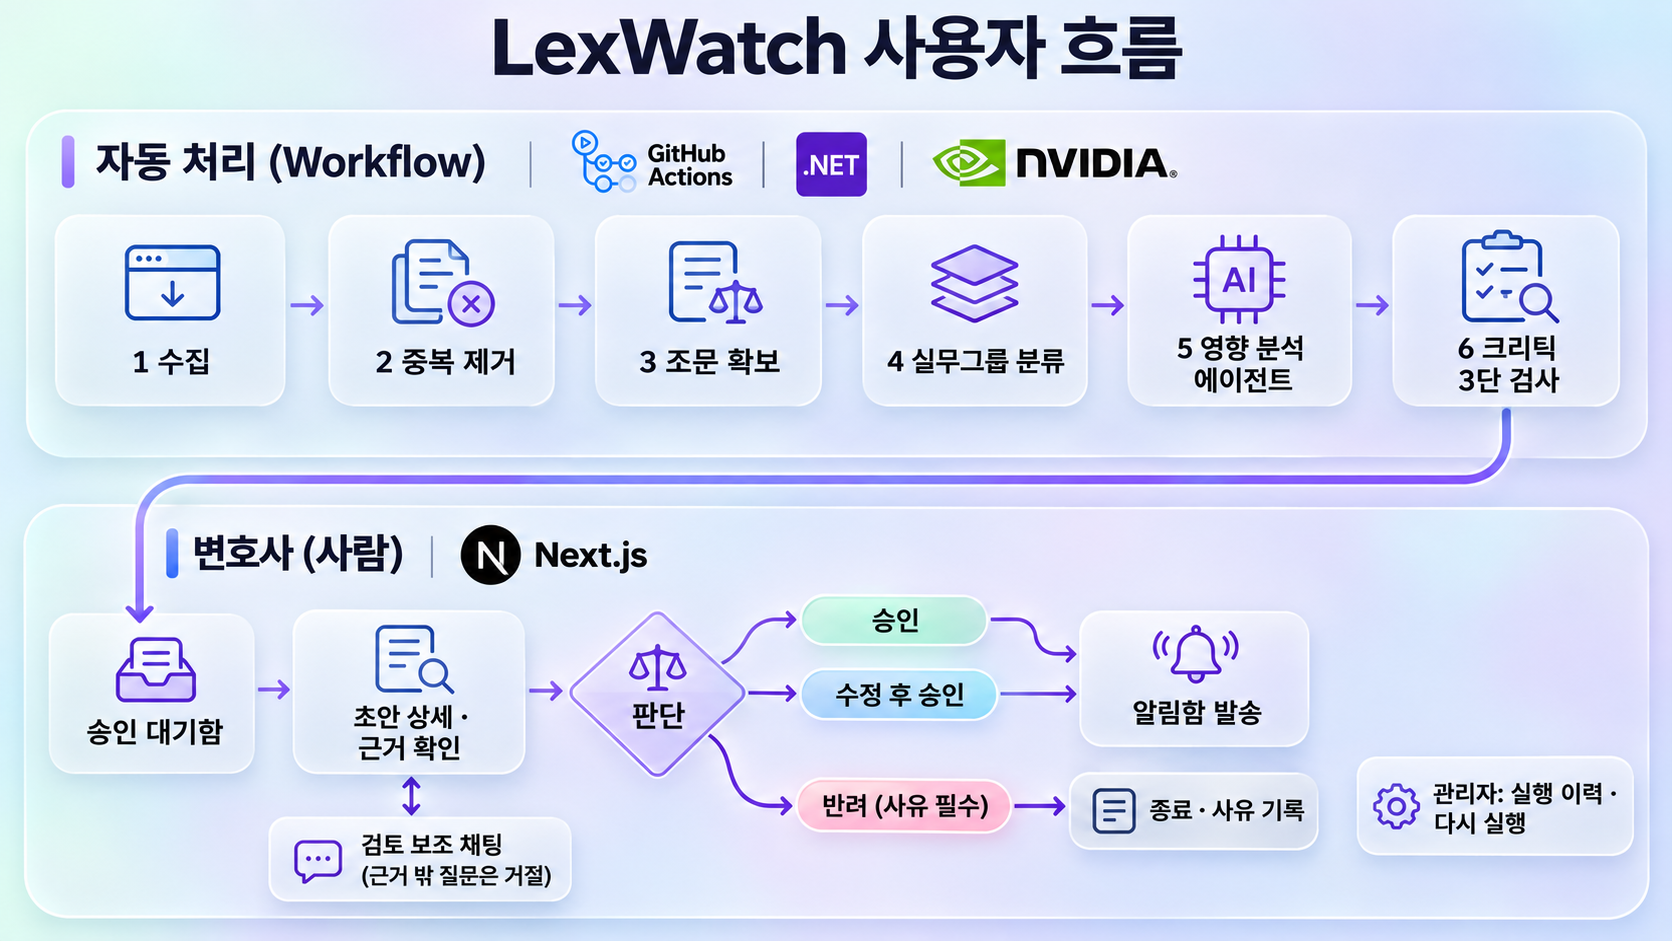 LexWatch 사용자 흐름
자동 처리 (Workflow)
GitHub
Actions
.NET
NVIDIA®
1 수집
2 중복 제거
3 조문 확보
4 실무그룹 분류
AI
5 영향 분석
에이전트
6 크리틱
3단 검사
변호사 (사람)
N Next.js
승인 대기함
초안 상세 ·
근거 확인
판단
승인
수정 후 승인
반려 (사유 필수)
알림함 발송
종료 · 사유 기록
관리자: 실행 이력 ·
다시 실행
검토 보조 채팅
(근거 밖 질문은 거절)